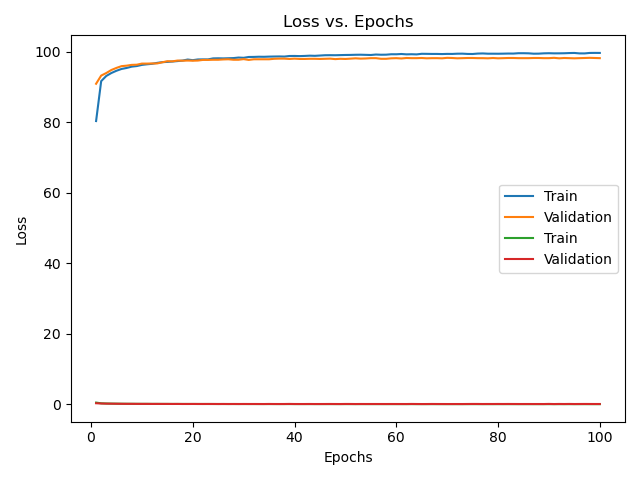 Loss vs. Epochs
Loss
100
80
60
40
20
0
Train
Validation
Train
Validation
0 20 40 60 80 100
Epochs